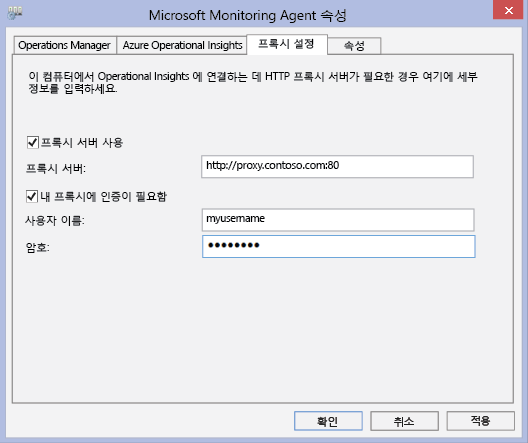 Microsoft Monitoring Agent 속성
Operations Manager
Azure Operational Insights
프록시 설정
속성
이 컴퓨터에서 Operational Insights 에 연결하는 데 HTTP 프록시 서버가 필요한 경우 여기에 세부
정보를 입력하세요.
프록시 서버 사용
프록시 서버:
http://proxy.contoso.com:80
내 프록시에 인증이 필요함
사용자 이름:
myusername
암호:
●●●●●●●●
확인
취소
적용